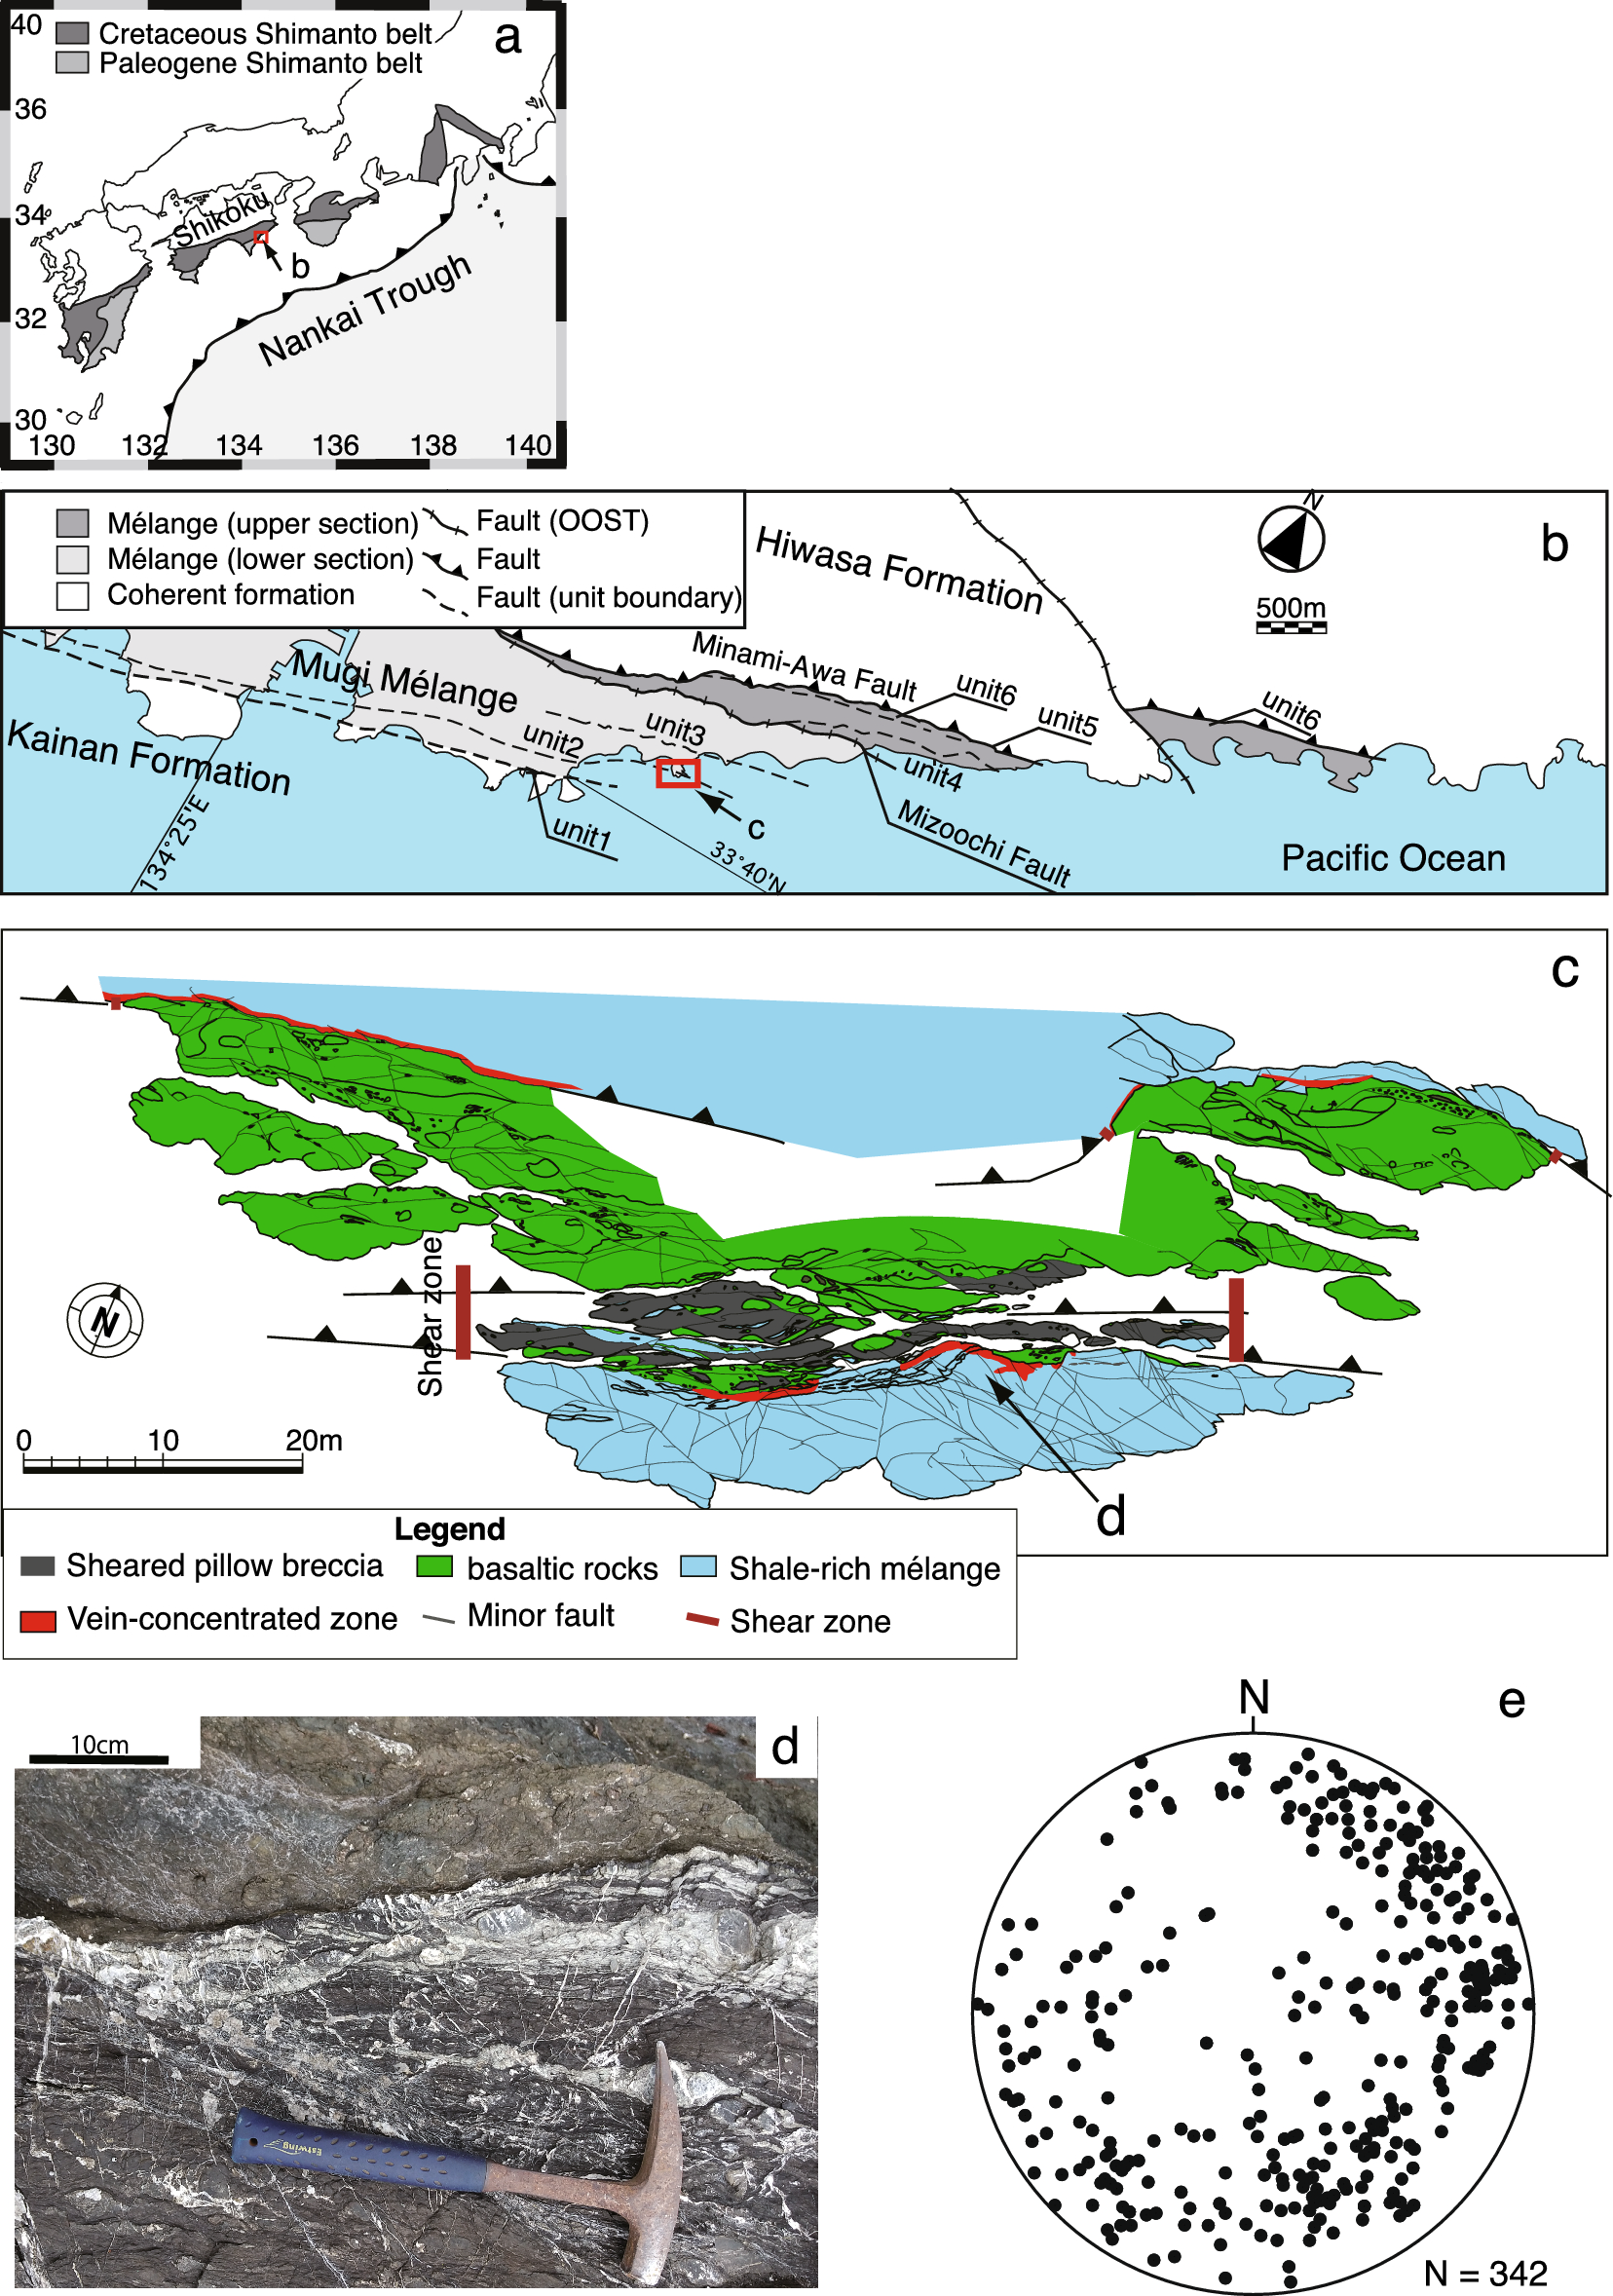 40
Cretaceous Shimanto belt
a
Paleogene Shimanto belt
36
34
Shikoku
b
Nankai Trough
32
30
130
132
134
136
138
140
Mélange (upper section)
Fault (OOST)
Mélange (lower section)
Fault
Coherent formation
Fault (unit boundary)
Hiwasa Formation
N
b
500m
Minami-Awa Fault
Mugi Mélange
unit6
unit5
unit6
unit3
unit2
Kainan Formation
unit4
unit1
c
Mizoochi Fault
134°25'E
33°40'N
Pacific Ocean
c
Shear zone
N
0 10 20m
d
Legend
Sheared pillow breccia
basaltic rocks
Shale-rich mélange
Vein-concentrated zone
Minor fault
Shear zone
10cm
d
Estwing
N
e
N = 342